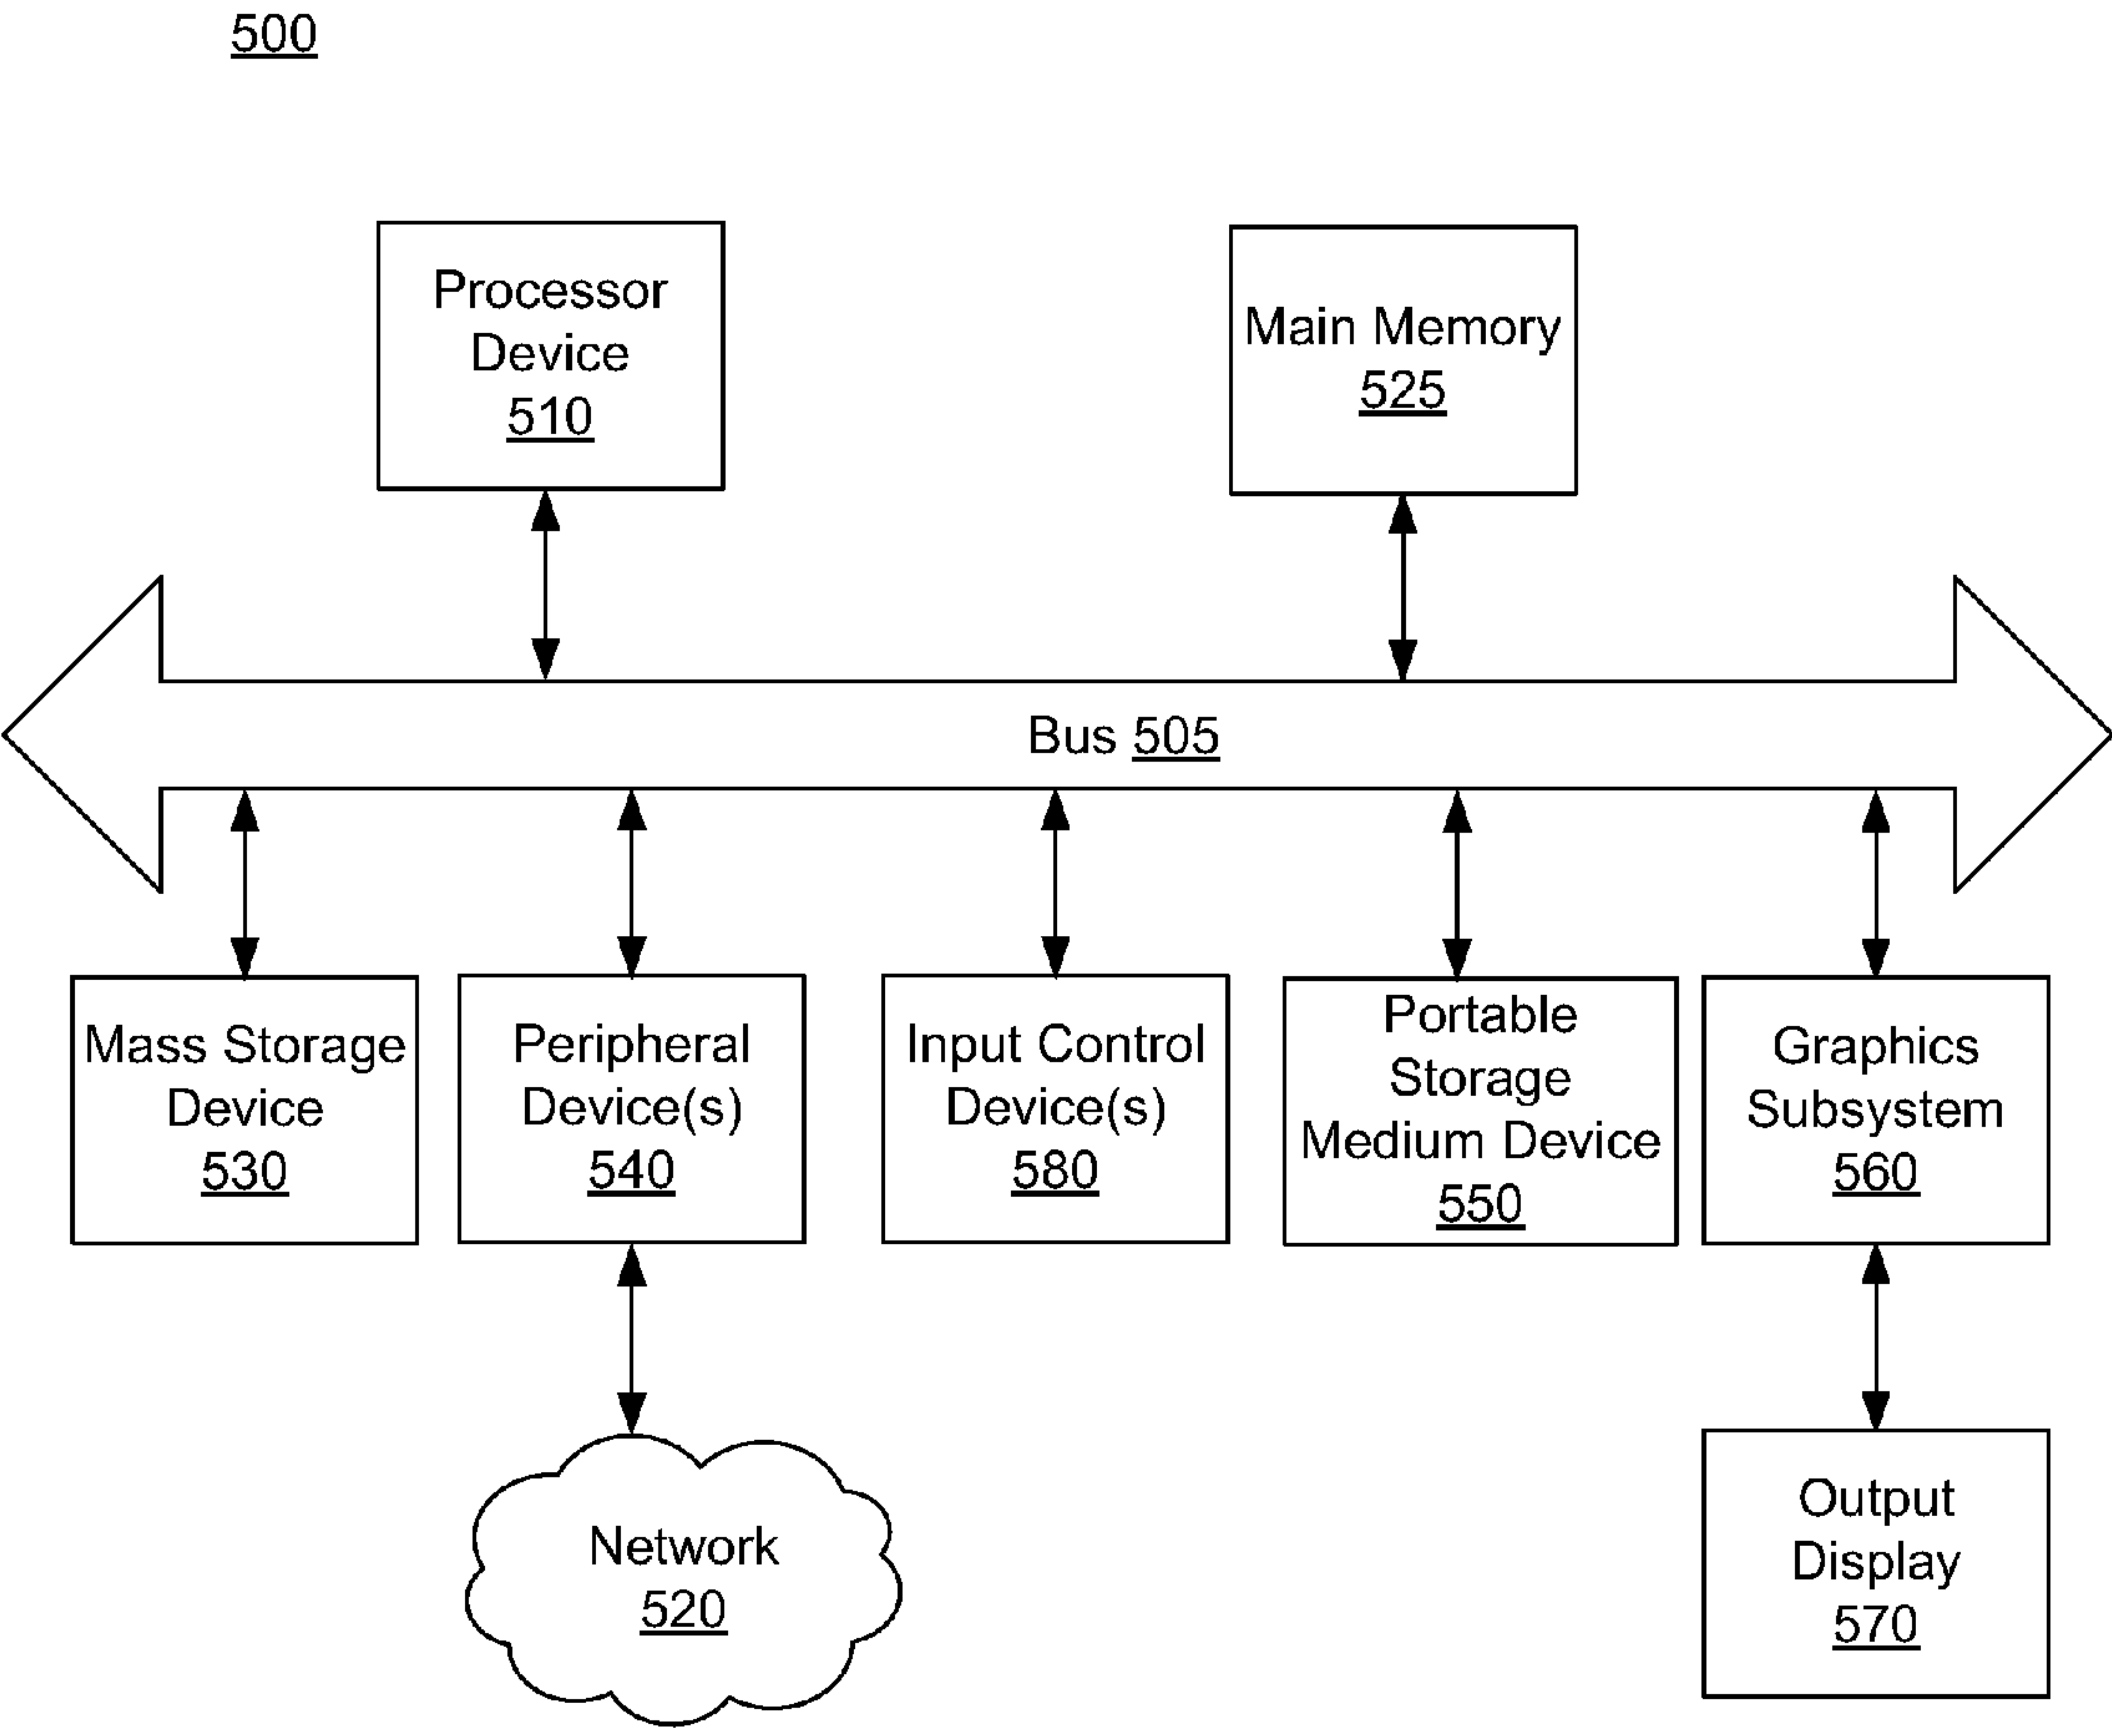 500
Processor
Device
510
Main Memory
525
Bus 505
Mass Storage
Device
530
Peripheral
Device(s)
540
Input Control
Device(s)
580
Portable
Storage
Medium Device
550
Graphics
Subsystem
560
Network
520
Output
Display
570